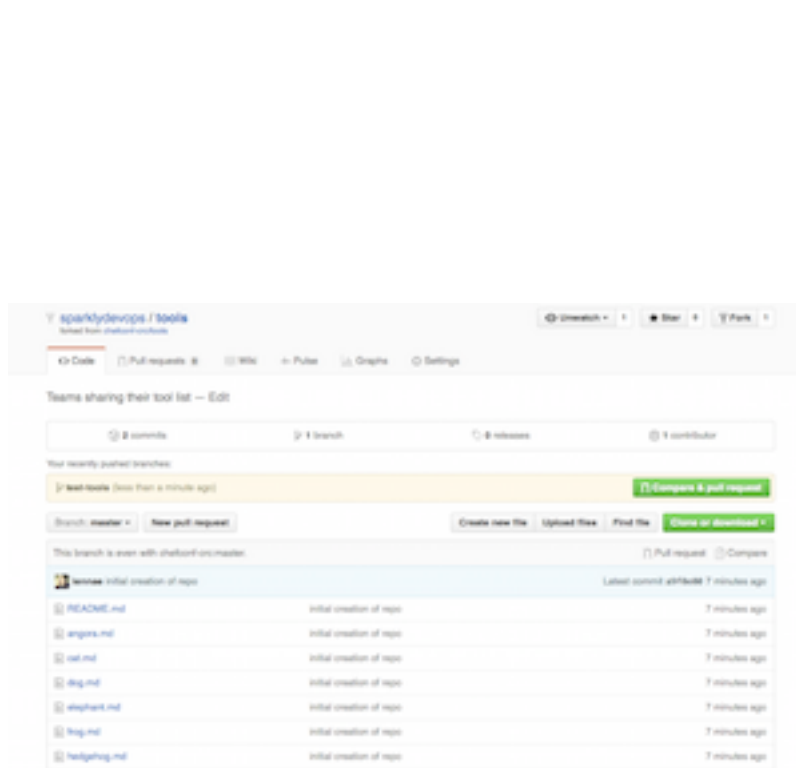 sparklydevops / tools
forked from chefconf-orc/tools
Unwatch 1 Star 0 Fork 1
Code Pull requests 0 Wiki Pulse Graphs Settings
Teams sharing their tool list — Edit
2 commits 1 branch 0 releases 1 contributor
Your recently pushed branches:
(less than a minute ago) Compare & pull request
Branch: master New pull request Create new file Upload files Find file Clone or download
This branch is even with chefconf-orc:master. Pull request Compare
initial creation of repo Latest commit 7 minutes ago
README.md initial creation of repo 7 minutes ago
angora.md initial creation of repo 7 minutes ago
cat.md initial creation of repo 7 minutes ago
dog.md initial creation of repo 7 minutes ago
elephant.md initial creation of repo 7 minutes ago
frog.md initial creation of repo 7 minutes ago
hedgehog.md initial creation of repo 7 minutes ago